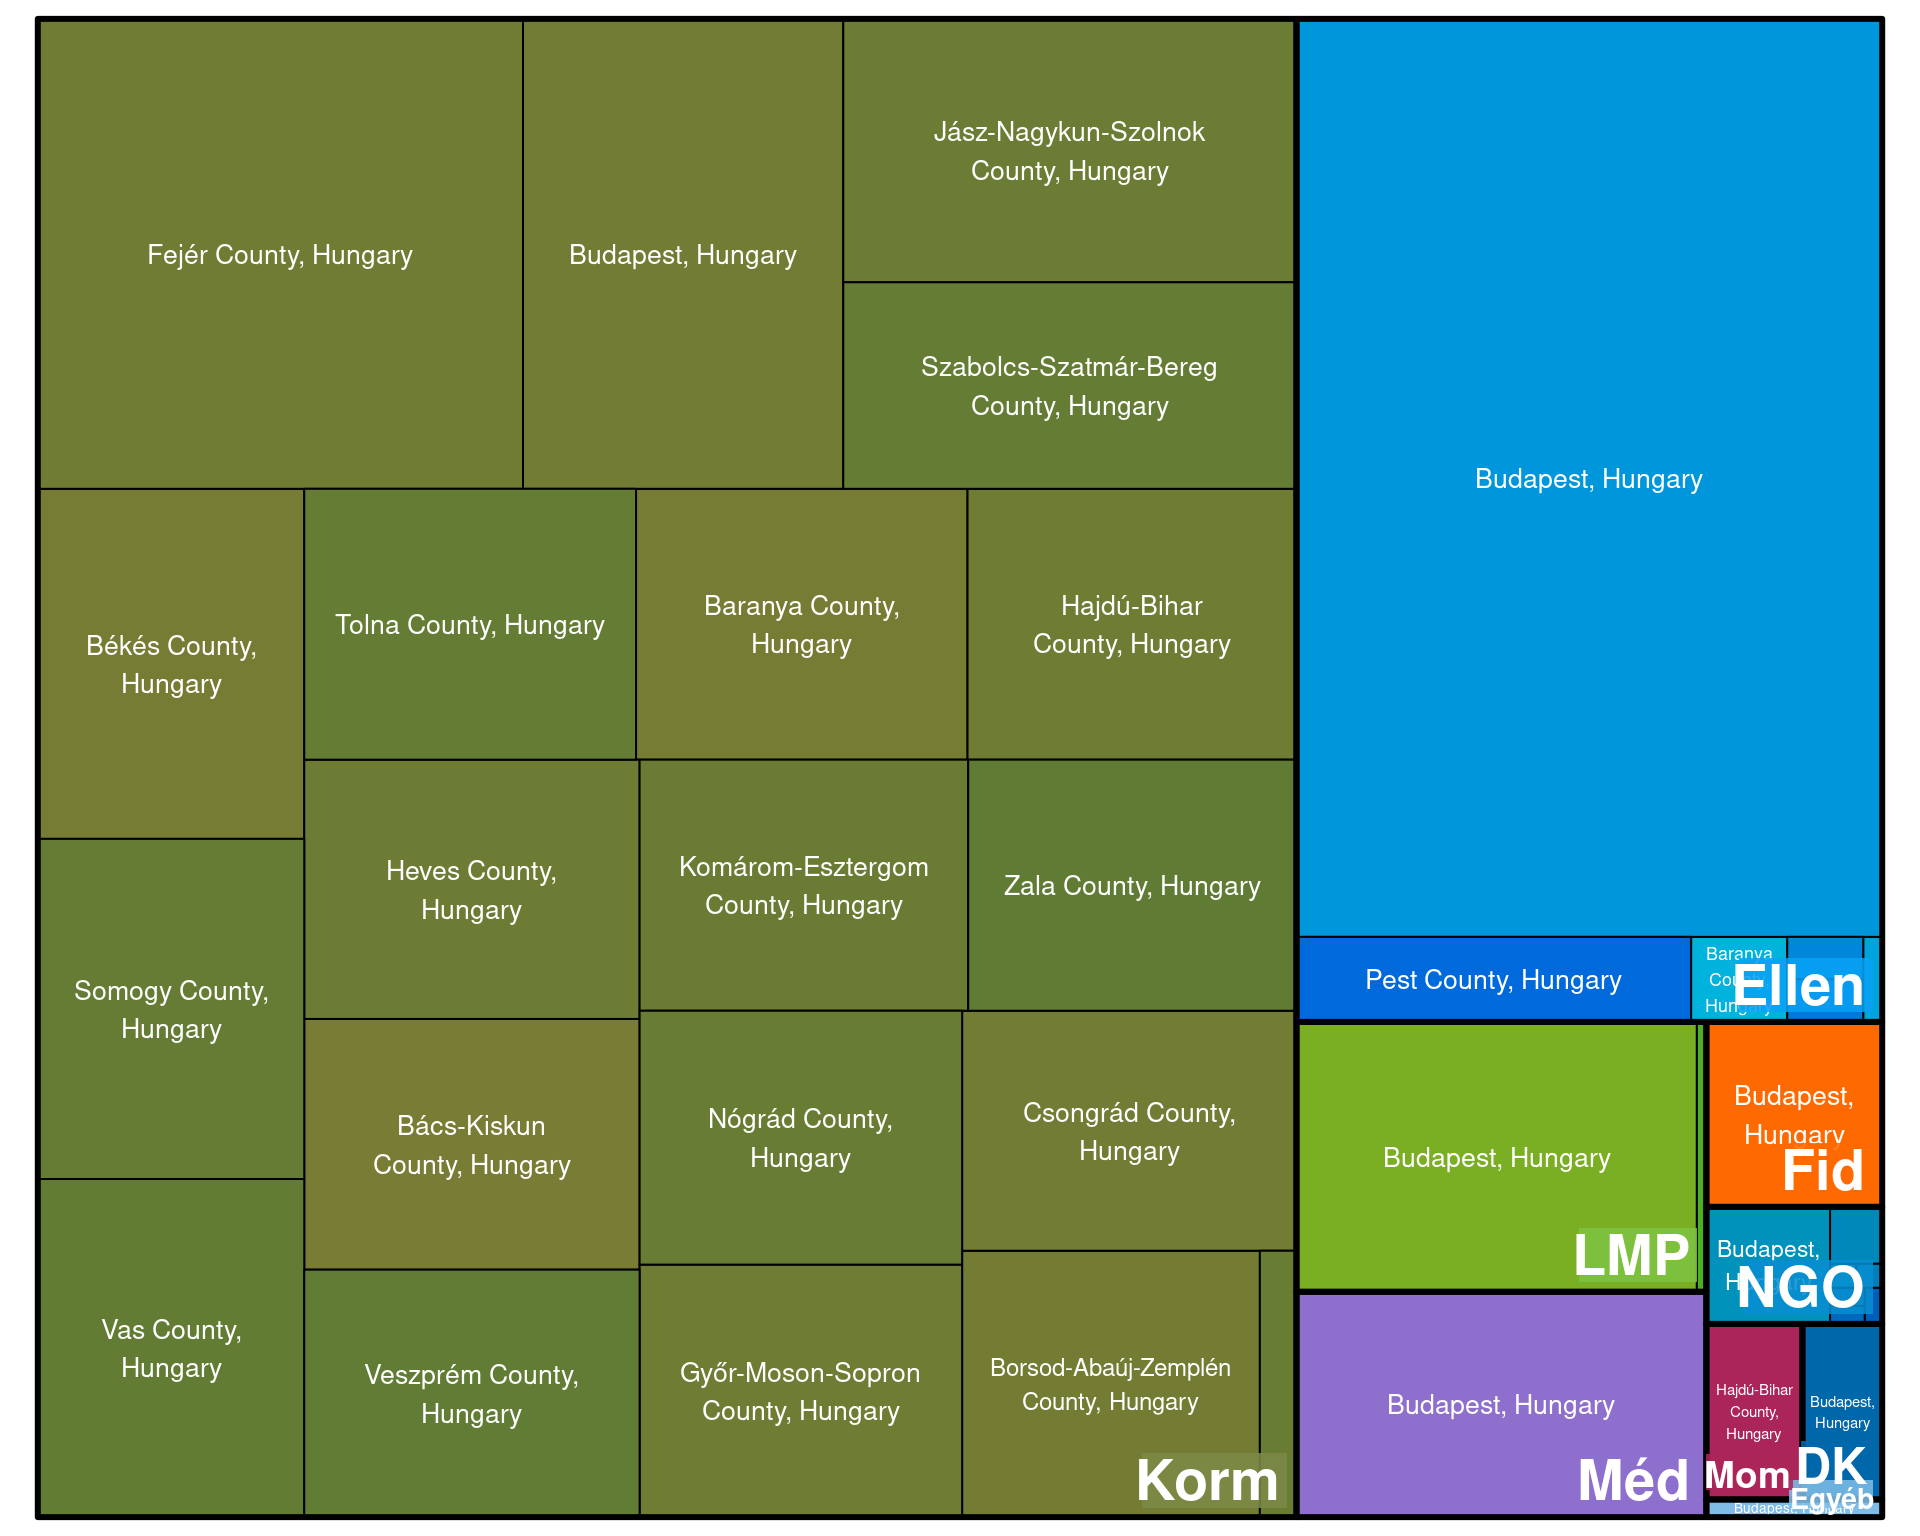 Fejér County, Hungary
Budapest, Hungary
Jász-Nagykun-Szolnok
County, Hungary
Szabolcs-Szatmár-Bereg
County, Hungary
Békés County,
Hungary
Tolna County, Hungary
Baranya County,
Hungary
Hajdú-Bihar
County, Hungary
Somogy County,
Hungary
Heves County,
Hungary
Komárom-Esztergom
County, Hungary
Zala County, Hungary
Bács-Kiskun
County, Hungary
Nógrád County,
Hungary
Csongrád County,
Hungary
Vas County,
Hungary
Veszprém County,
Hungary
Győr-Moson-Sopron
County, Hungary
Borsod-Abaúj-Zemplén
County, Hungary
Korm
Budapest, Hungary
Pest County, Hungary
Baranya
County,
Hungary
Ellen
Budapest, Hungary
LMP
Budapest, Hungary
Méd
Budapest,
Hungary
Fid
Budapest,
Hungary
NGO
Hajdú-Bihar
County,
Hungary
Mom
Budapest,
Hungary
DK
Budapest, Hungary
Egyéb